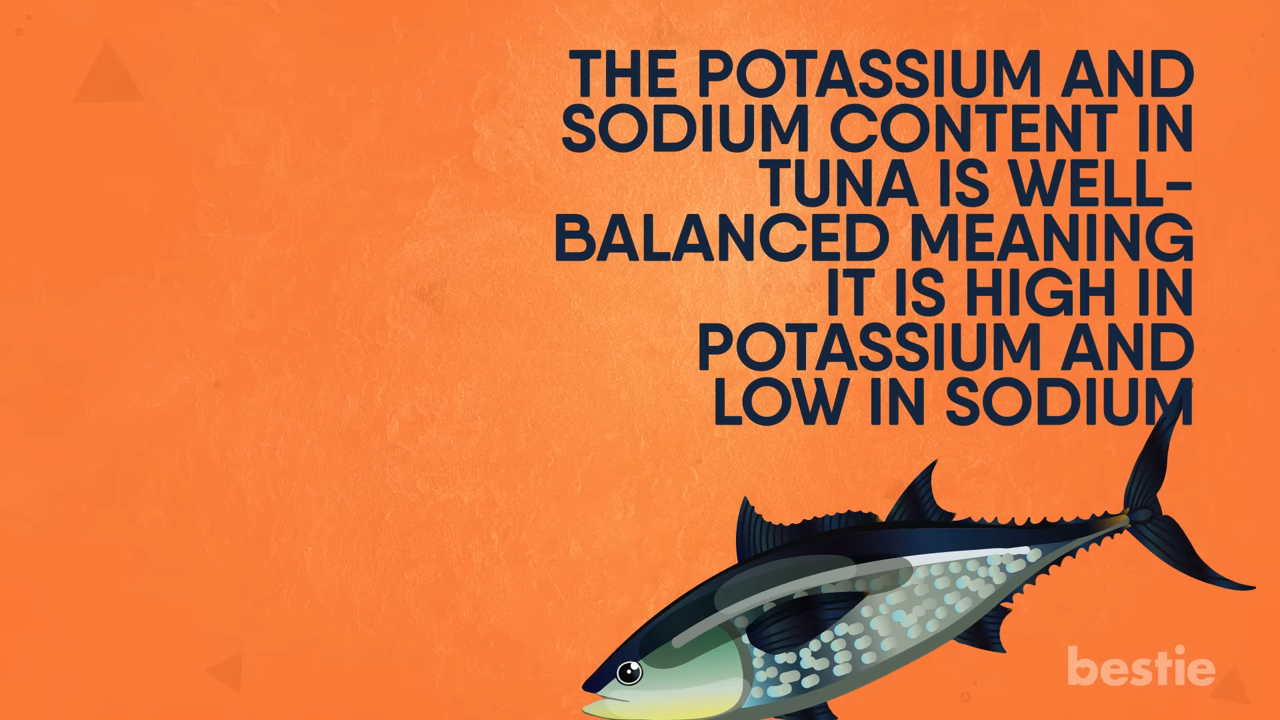 THE POTASSIUM AND
SODIUM CONTENT IN
TUNA IS WELL-
BALANCED MEANING
IT IS HIGH IN
POTASSIUM AND
LOW IN SODIUM
bestie